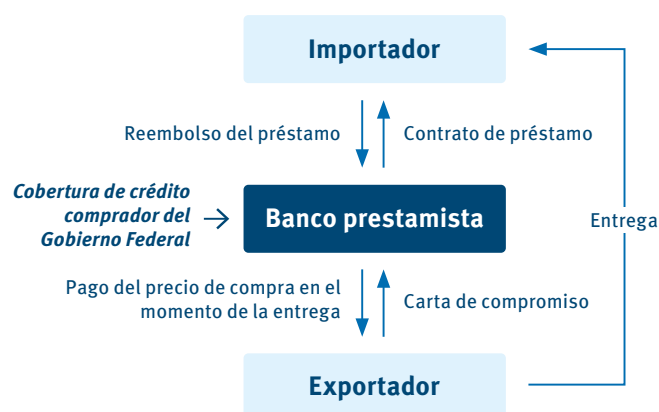 Importador
Reembolso del préstamo
Contrato de préstamo
Cobertura de crédito
comprador del
Gobierno Federal
Banco prestamista
Entrega
Pago del precio de compra en el
momento de la entrega
Carta de compromiso
Exportador